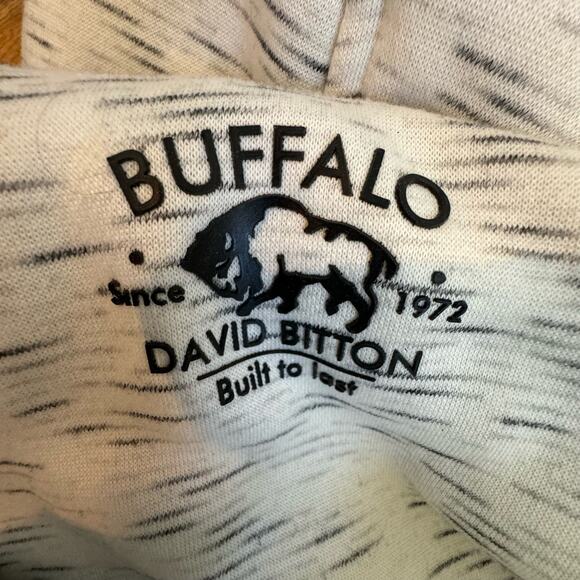 BUFFALO
Since 1972
DAVID BITTON
Built to last